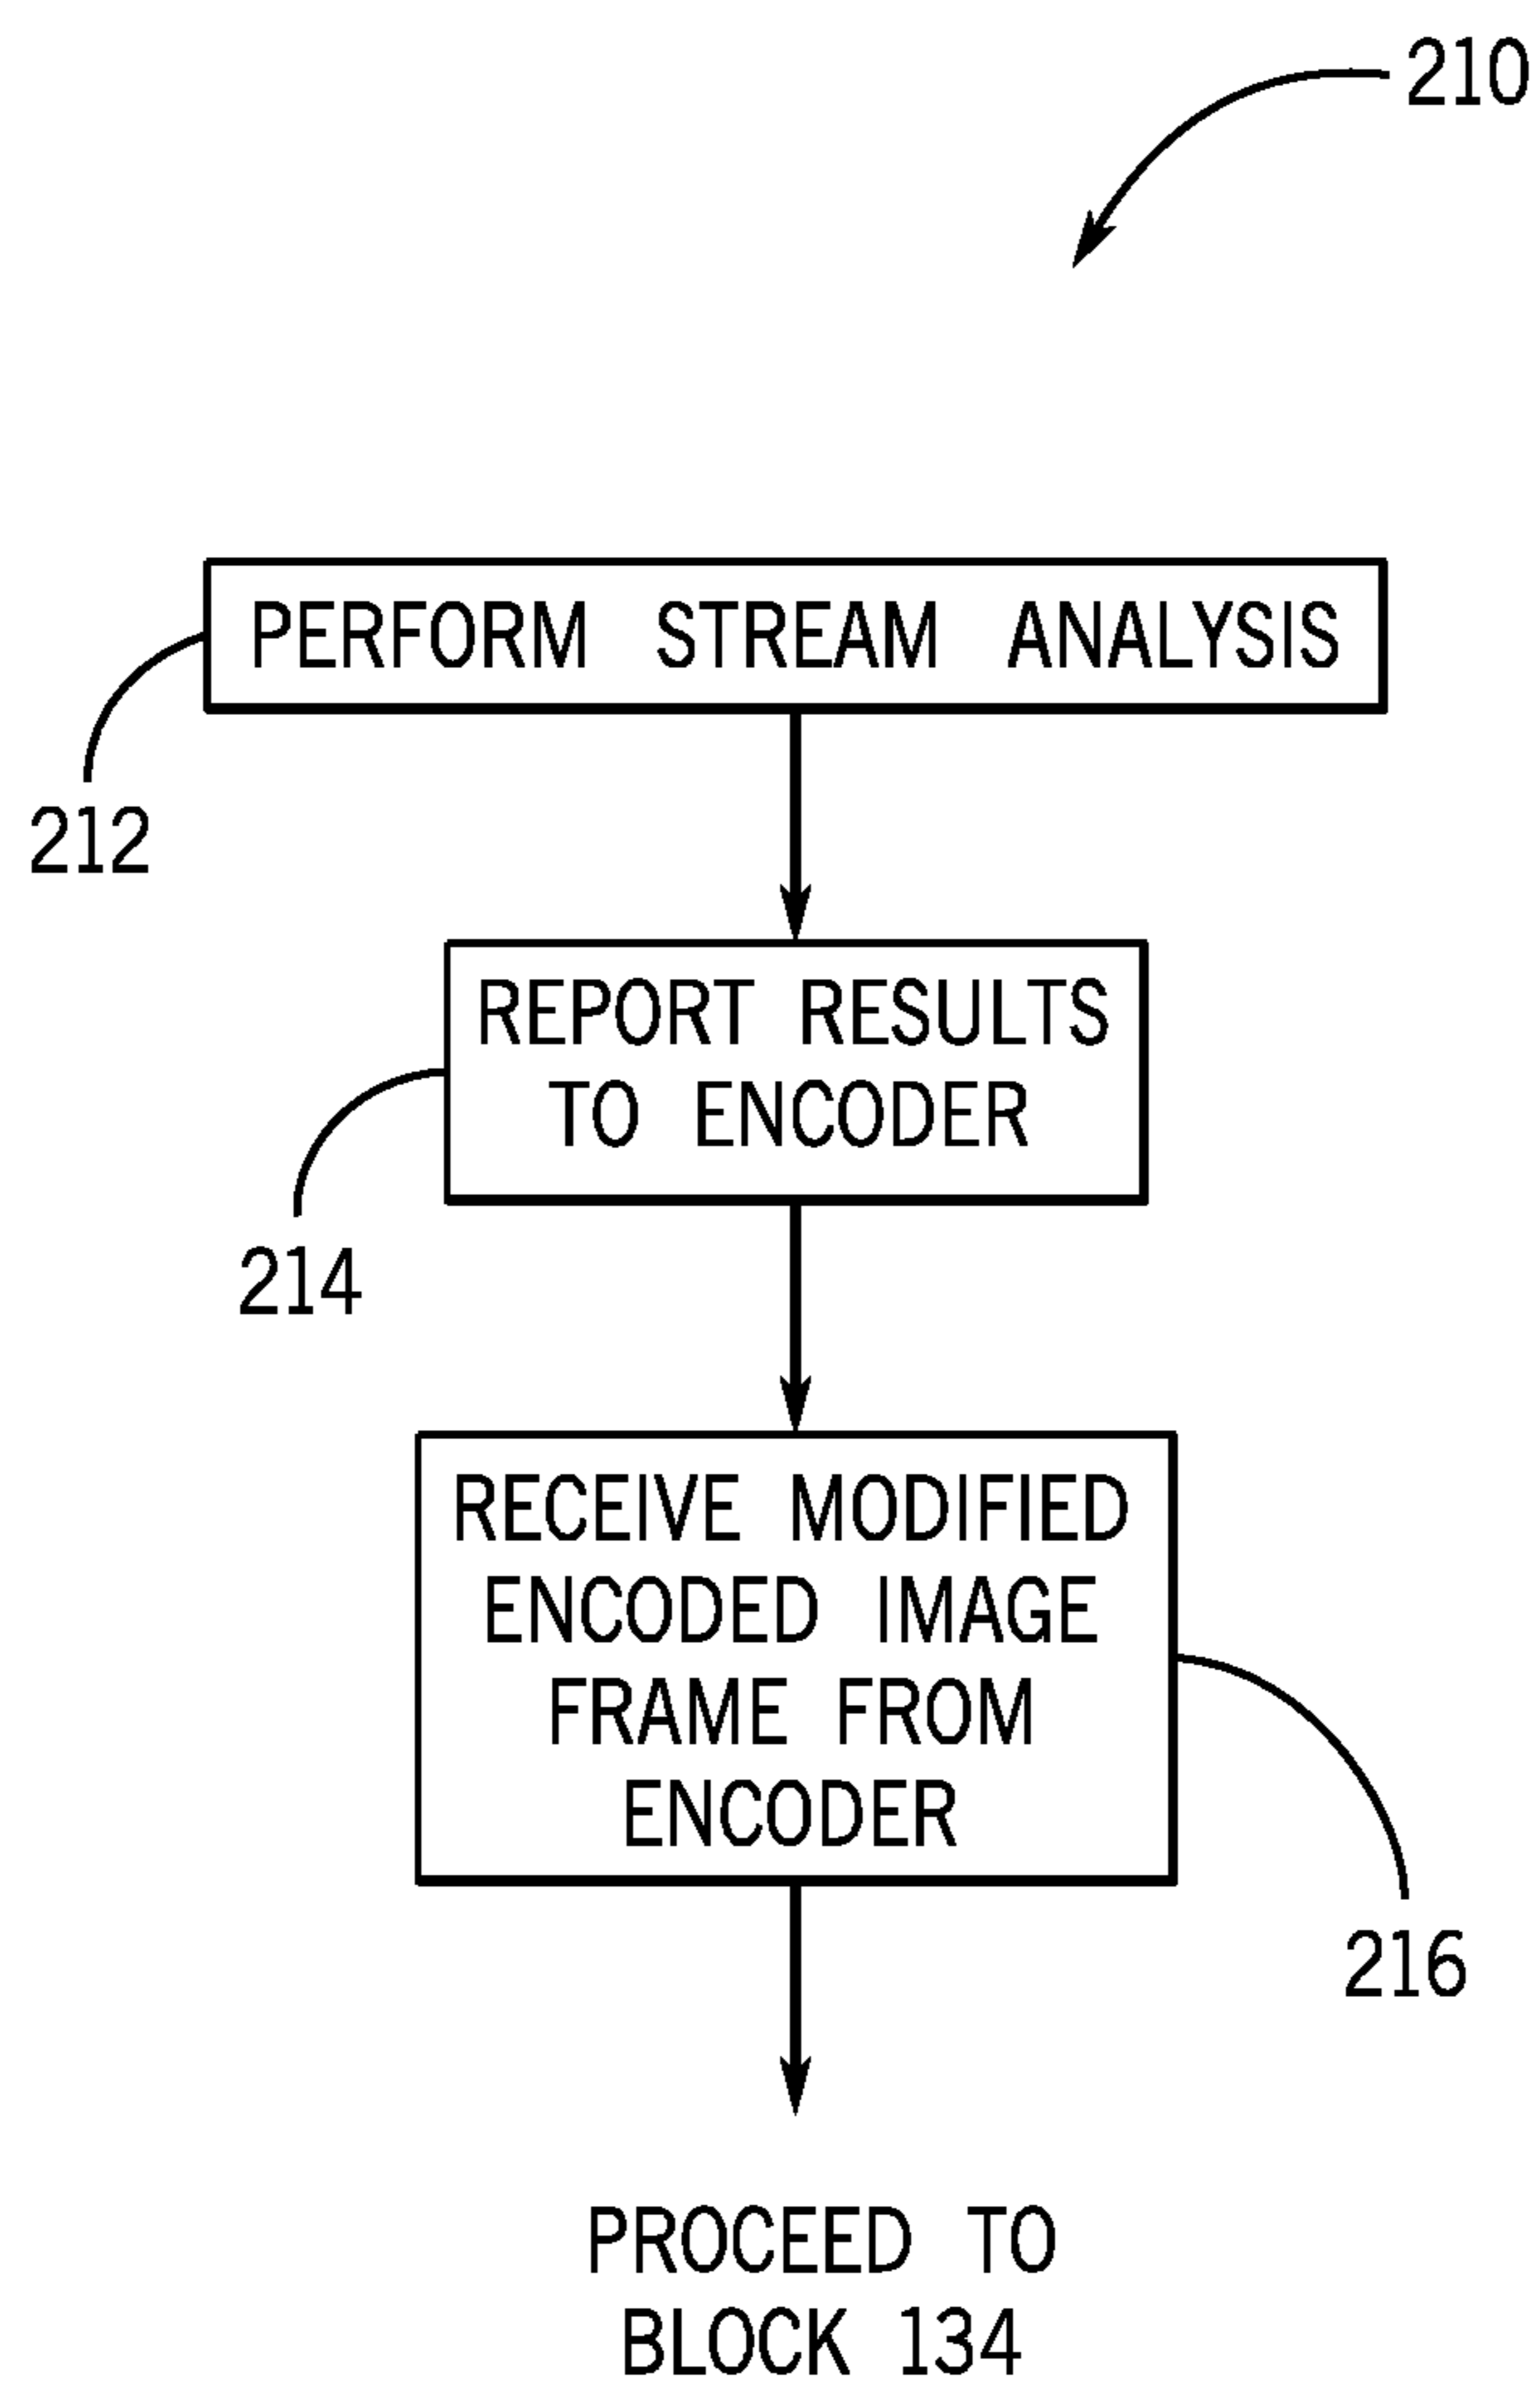 210
PERFORM STREAM ANALYSIS
212
REPORT RESULTS
TO ENCODER
214
RECEIVE MODIFIED
ENCODED IMAGE
FRAME FROM
ENCODER
216
PROCEED TO
BLOCK 134